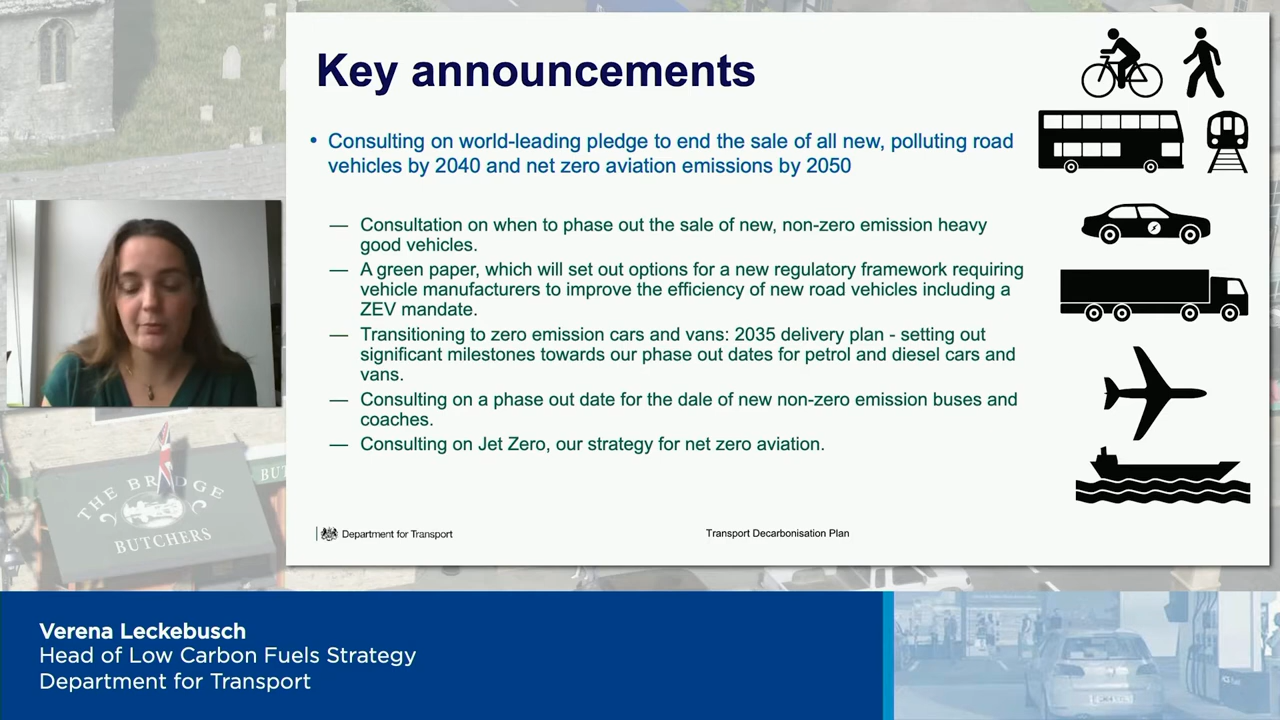 Key announcements
• Consulting on world-leading pledge to end the sale of all new, polluting road
vehicles by 2040 and net zero aviation emissions by 2050
— Consultation on when to phase out the sale of new, non-zero emission heavy
good vehicles.
— A green paper, which will set out options for a new regulatory framework requiring
vehicle manufacturers to improve the efficiency of new road vehicles including a
ZEV mandate.
— Transitioning to zero emission cars and vans: 2035 delivery plan - setting out
significant milestones towards our phase out dates for petrol and diesel cars and
vans.
— Consulting on a phase out date for the dale of new non-zero emission buses and
coaches.
— Consulting on Jet Zero, our strategy for net zero aviation.
Department for Transport
Transport Decarbonisation Plan
THE BRIDGE
BUTCHERS
BU
Verena Leckebusch
Head of Low Carbon Fuels Strategy
Department for Transport